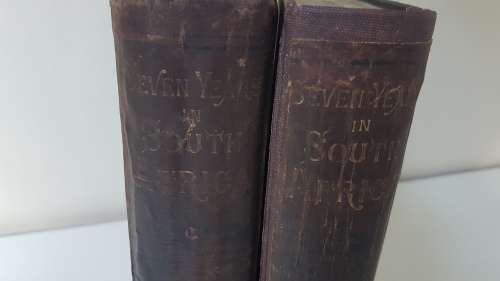 SEVEN YEARS
IN
SOUTH
AFRICA
SEVEN YEARS
IN
SOUTH
AFRICA